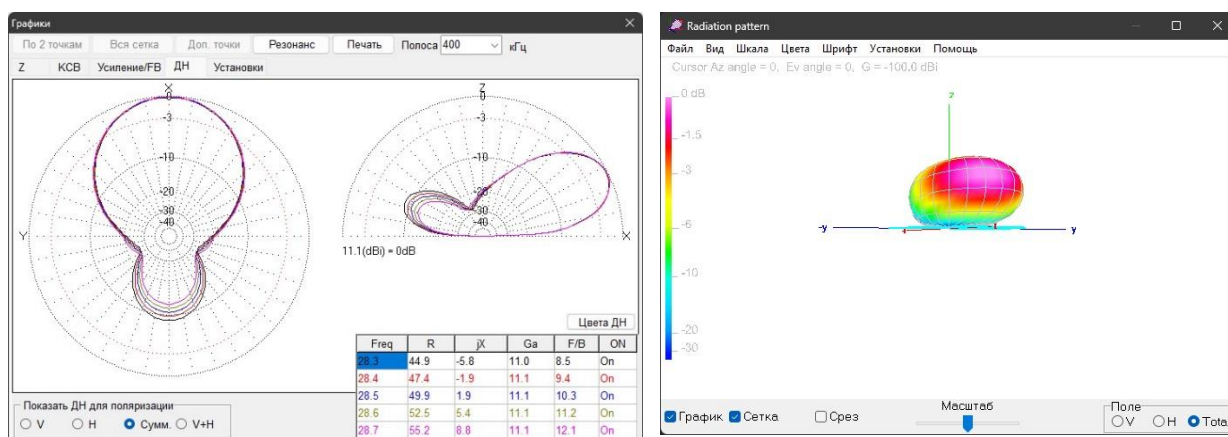 Графики
По 2 точкам Вся сетка Доп. точки Резонанс Печать Полоса 400 кГц
Z КСВ Усиление/FB ДН Установки
X
0
-3
-10
-20
-30
-40
Y
Z
0
-3
-10
-20
-30
-40
X
11.1(dBi) = 0dB
Цвета ДН
Freq R jX Ga F/B ON
28.3 44.9 -5.8 11.0 8.5 On
28.4 47.4 -1.9 11.1 9.4 On
28.5 49.9 1.9 11.1 10.3 On
28.6 52.5 5.4 11.1 11.2 On
28.7 55.2 8.8 11.1 12.1 On
Показать ДН для поляризации
V H Сумм. V+H
Radiation pattern
Файл Вид Шкала Цвета Шрифт Установки Помощь
Cursor Az angle = 0, Ev angle = 0, G = -100.0 dBi
0 dB
-1.5
-3
-6
-10
-20
-30
z
-y
y
График Сетка Срез
Масштаб
Поле
V H Total